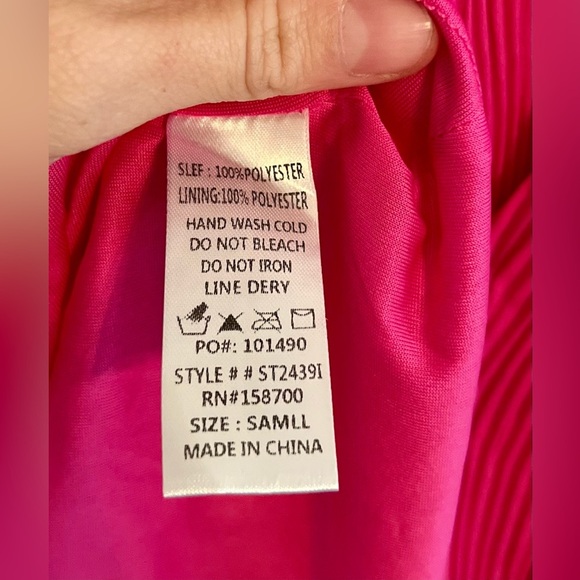 SLEF : 100%POLYESTER
LINING:100% POLYESTER
HAND WASH COLD
DO NOT BLEACH
DO NOT IRON
LINE DERY
PO#: 101490
STYLE # # ST2439I
RN#158700
SIZE : SAMLL
MADE IN CHINA